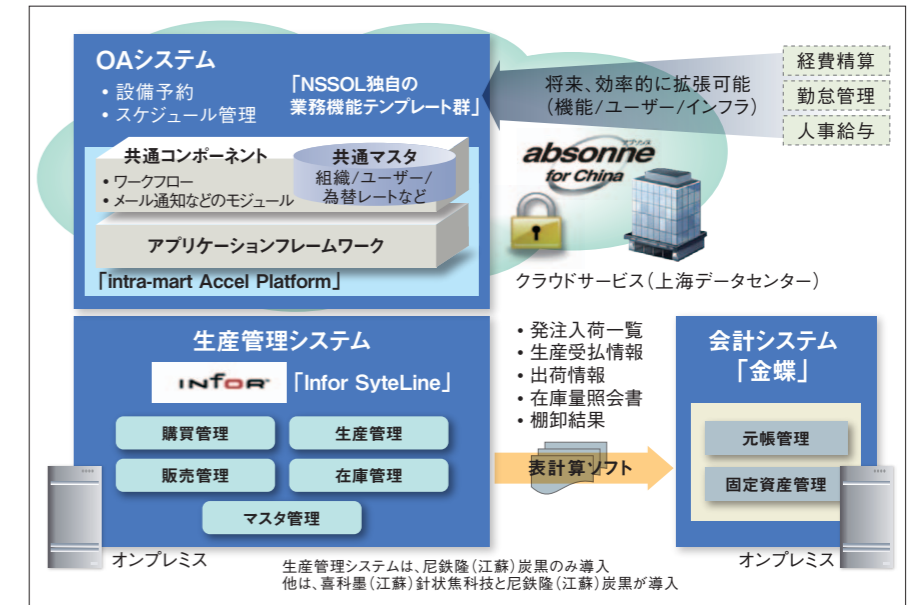 OAシステム
• 設備予約
• スケジュール管理
「NSSOL独自の
業務機能テンプレート群」
共通コンポーネント
• ワークフロー
• メール通知などのモジュール
共通マスタ
組織/ユーザー/
為替レートなど
アプリケーションフレームワーク
「intra-mart Accel Platform」
将来、効率的に拡張可能
(機能/ユーザー/インフラ)
経費精算
勤怠管理
人事給与
absonne
for China
クラウドサービス(上海データセンター)
生産管理システム
infor
「Infor SyteLine」
購買管理
生産管理
販売管理
在庫管理
マスタ管理
オンプレミス
• 発注入荷一覧
• 生産受払情報
• 出荷情報
• 在庫量照会書
• 棚卸結果
表計算ソフト
会計システム
「金蝶」
元帳管理
固定資産管理
オンプレミス
生産管理システムは、尼鉄隆(江蘇)炭黒のみ導入
他は、喜科墨(江蘇)針状焦科技と尼鉄隆(江蘇)炭黒が導入